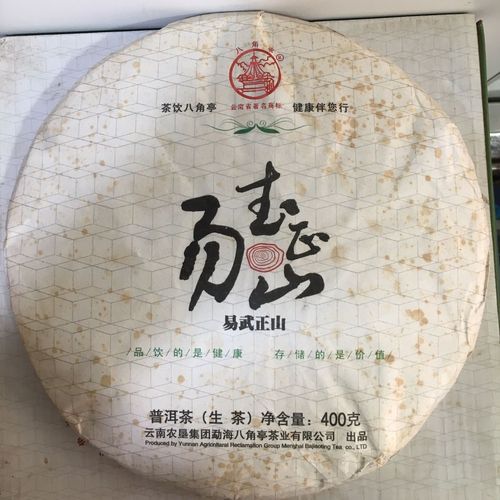 八角亭
云南省著名商标
茶饮八角亭 健康伴您行
易武正山
易武正山
品/饮/的/是/健/康 存/储/的/是/价/值/
普洱茶（生 茶）净含量：400克
云南农垦集团勐海八角亭茶业有限公司 出品
Produced by Yunnan Agricultural Reclamation Group Menghai Bajiaoting Tea co., LTD